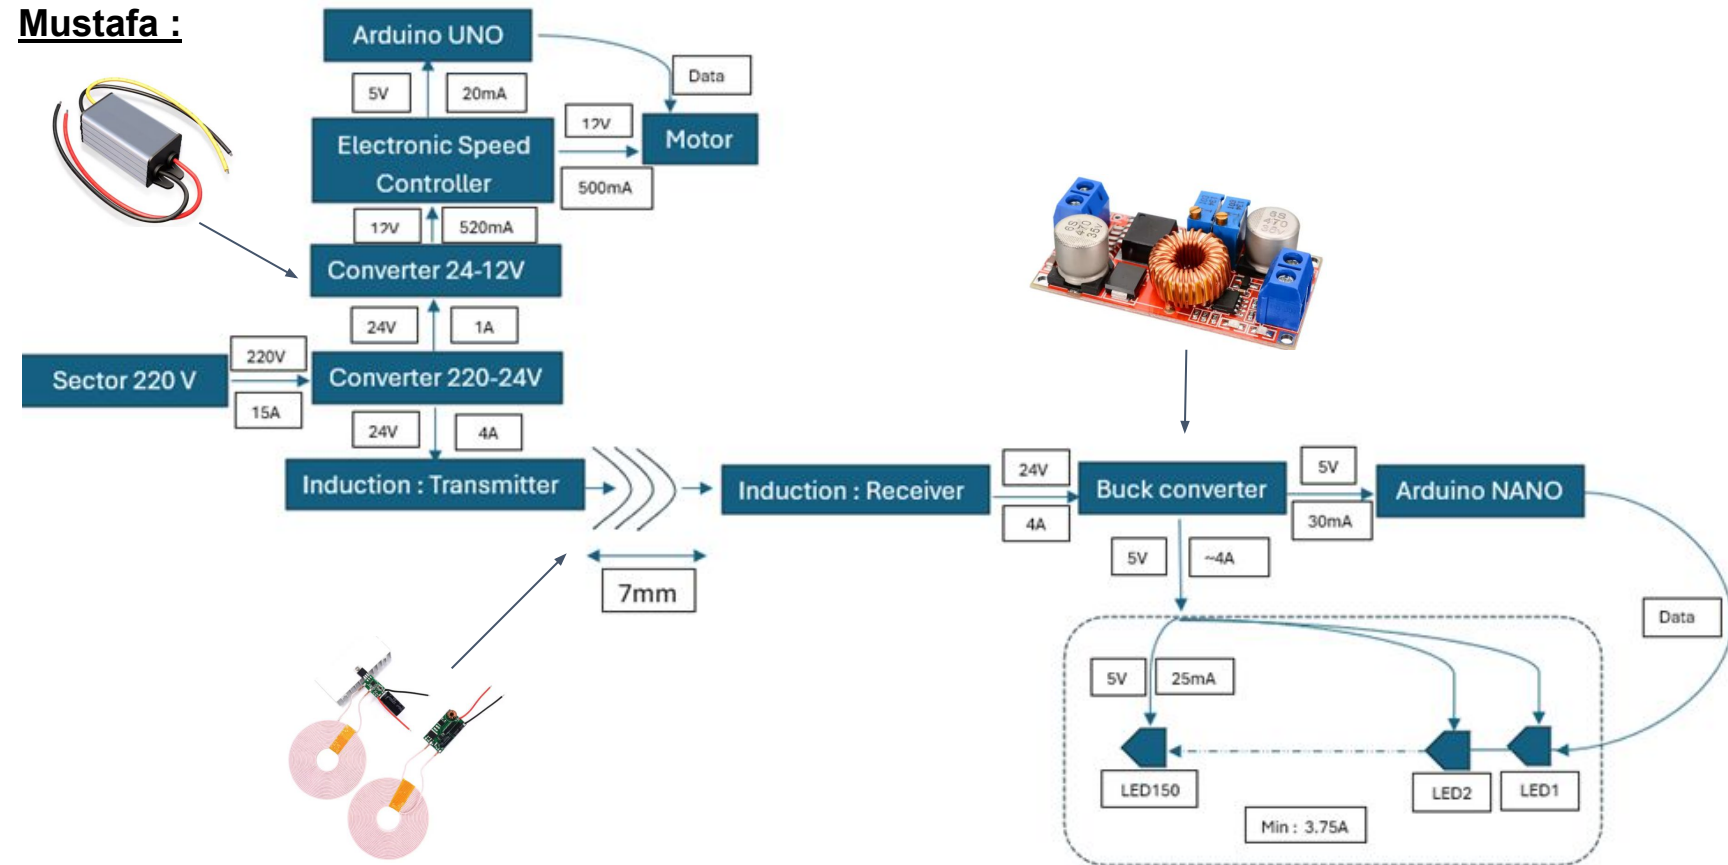 Mustafa :
Arduino UNO
Data
5V
20mA
12V
Motor
Electronic Speed
Controller
500mA
12V
520mA
Converter 24-12V
24V
1A
220V
Sector 220 V
Converter 220-24V
15A
24V
4A
Induction : Transmitter
7mm
Induction : Receiver
24V
4A
Buck converter
5V
30mA
Arduino NANO
5V
~4A
Data
5V
25mA
LED150
LED2
LED1
Min : 3.75A